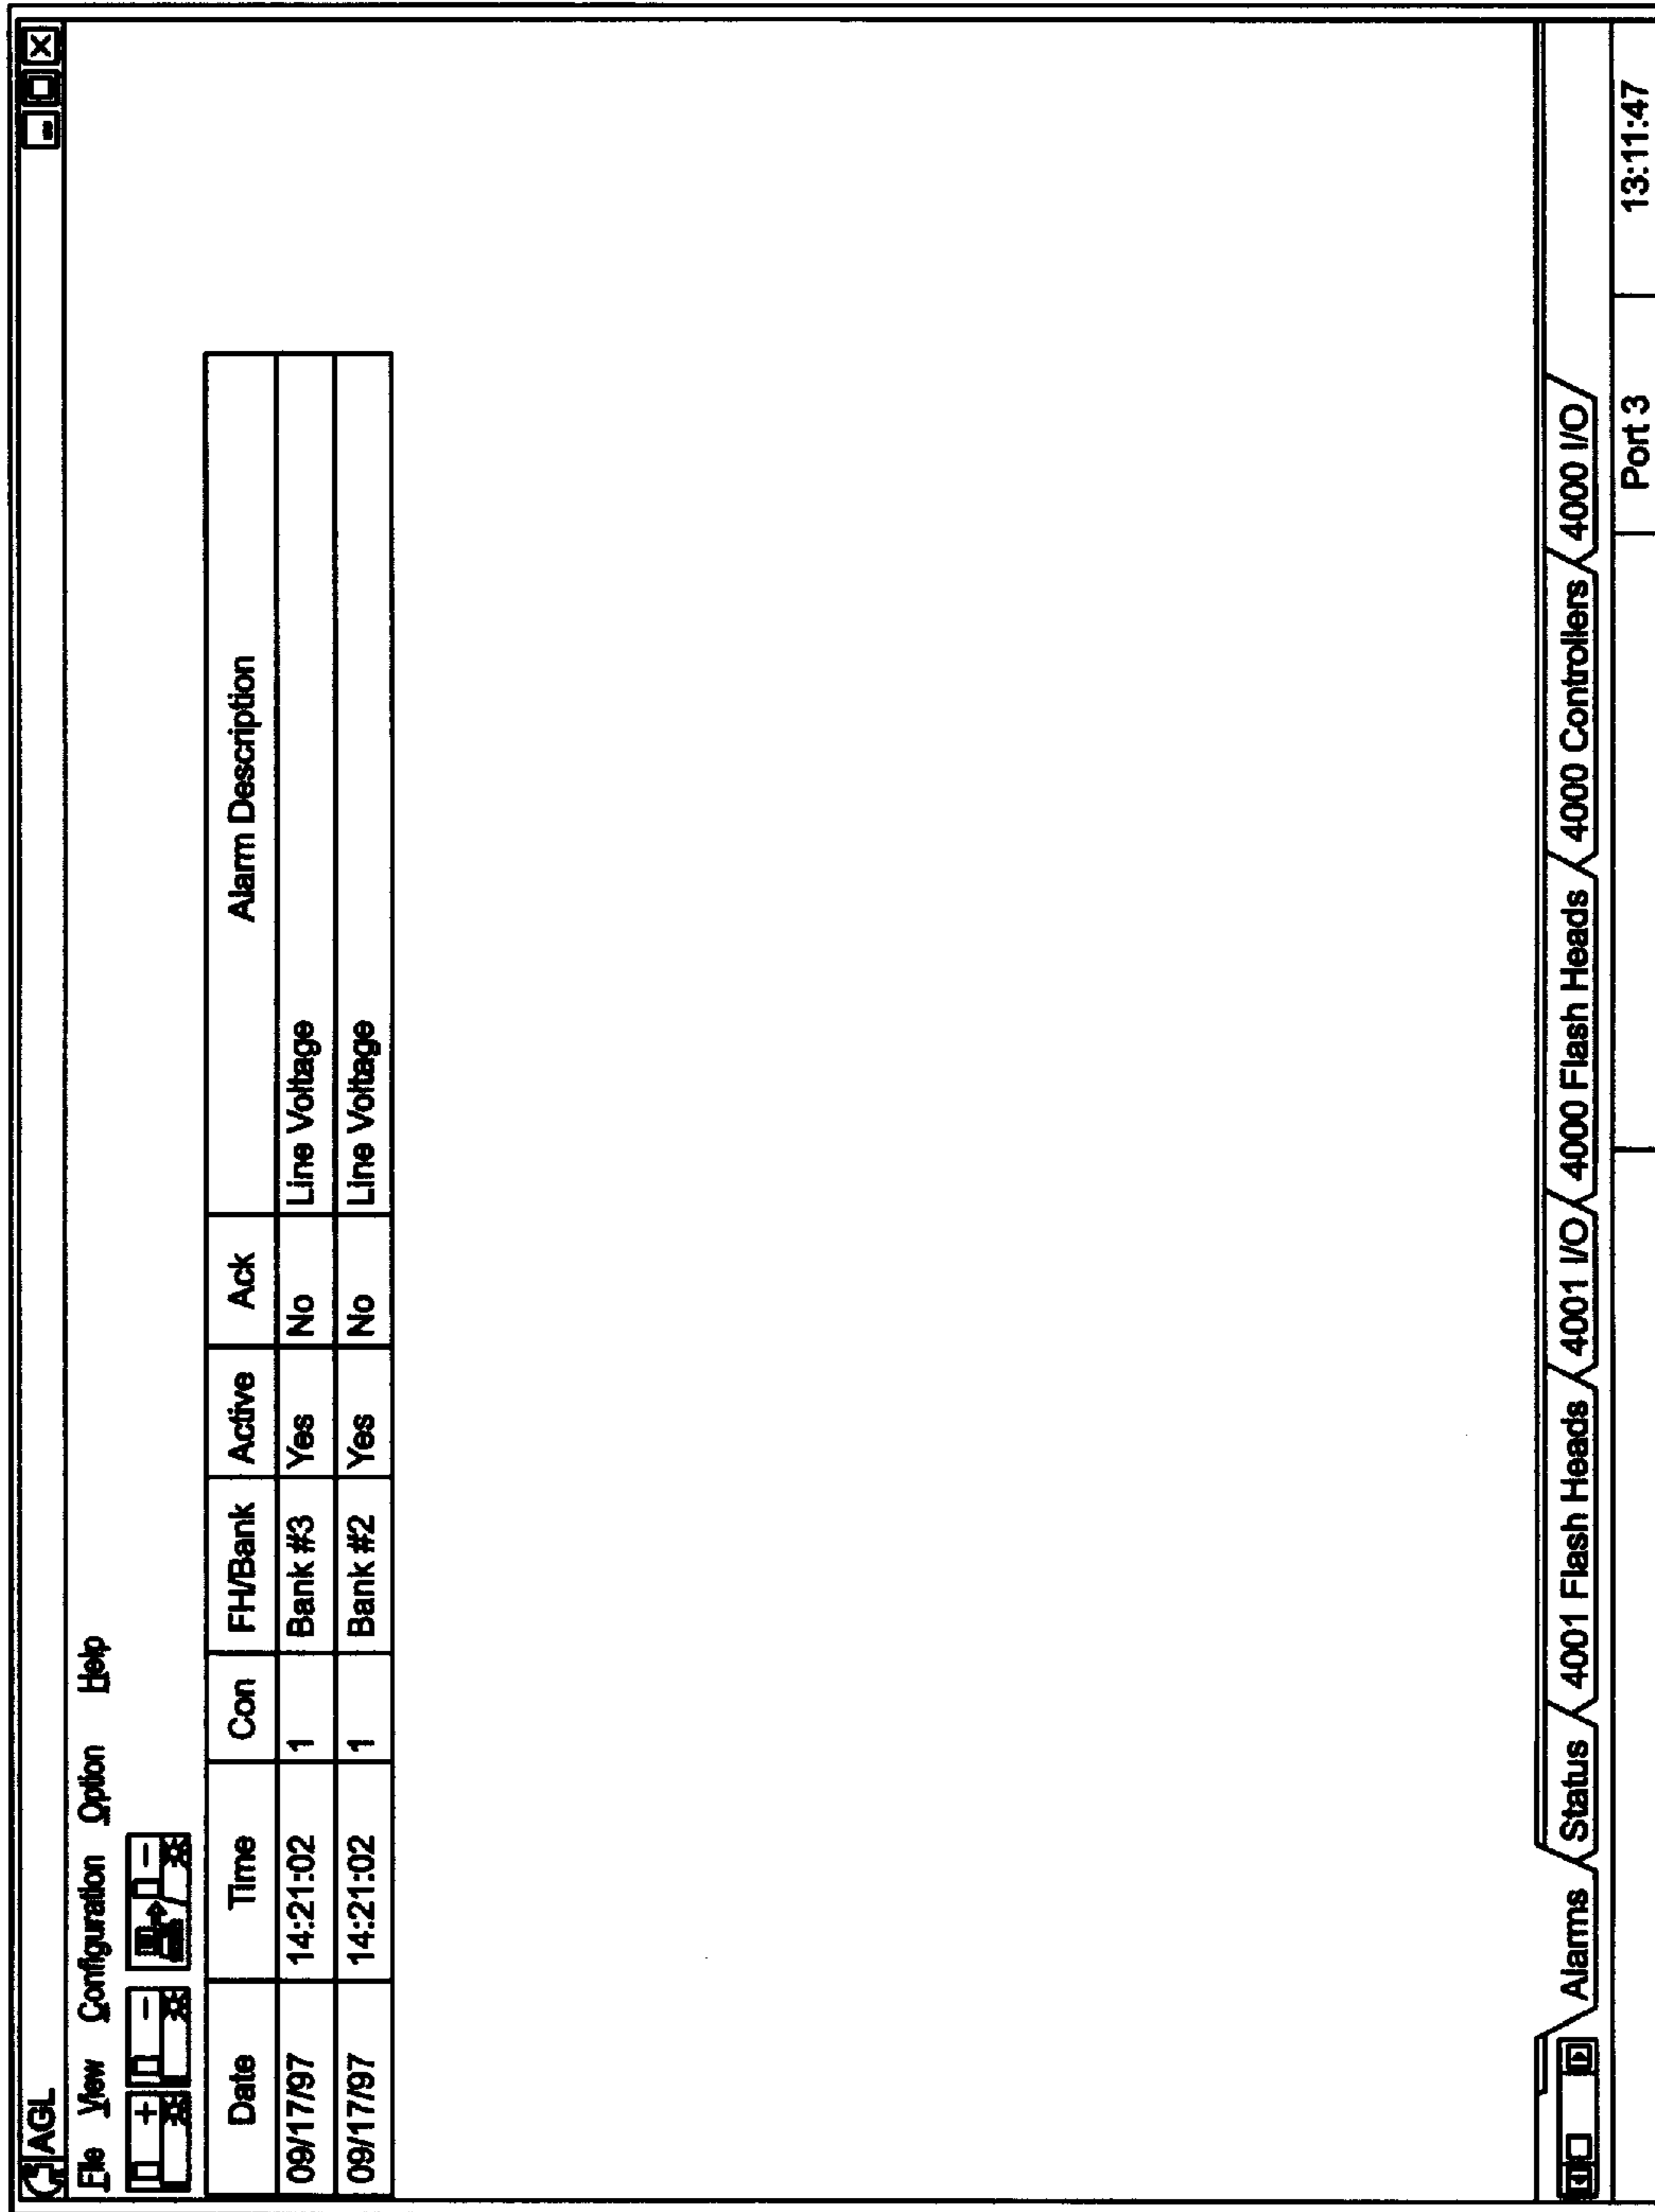 AGL
File View Configuration Option Help
Date Time Con FH/Bank Active Ack Alarm Description
09/17/97 14:21:02 1 Bank #3 Yes No Line Voltage
09/17/97 14:21:02 1 Bank #2 Yes No Line Voltage
Alarms Status 4001 Flash Heads 4001 I/O 4000 Flash Heads 4000 Controllers 4000 I/O
Port 3 13:11:47